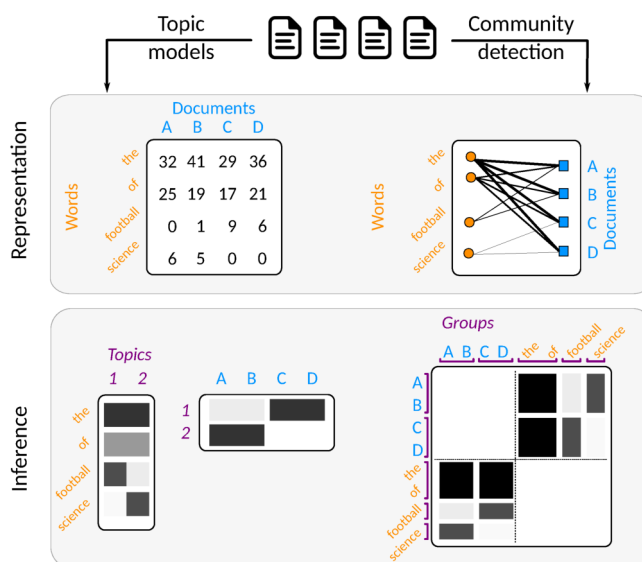 Topic models
Community detection
Representation
Documents
A B C D
Words
the 32 41 29 36
of 25 19 17 21
football 0 1 9 6
science 6 5 0 0
Words
the
of
football
science
A
B
C
D
Documents
Inference
Topics
1 2
the
of
football
science
A B C D
1
2
Groups
A B C D the of football science
A
B
C
D
the
of
football
science